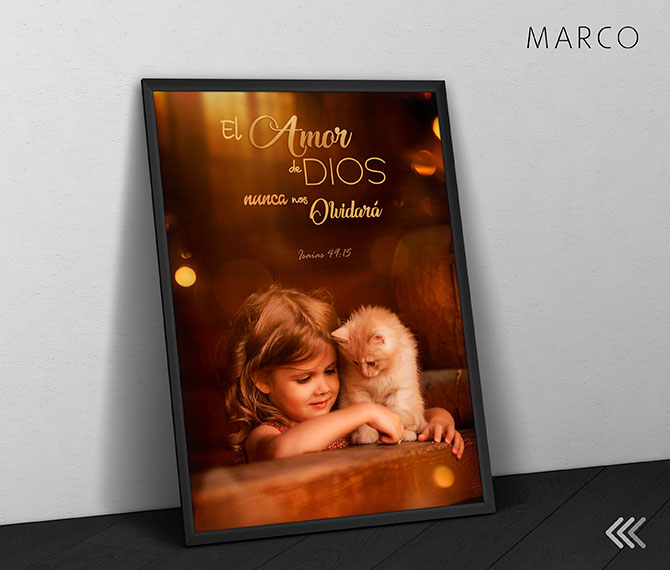 MARCO
El Amor
de DIOS
nunca nos Olvidará
Isaías 49:15